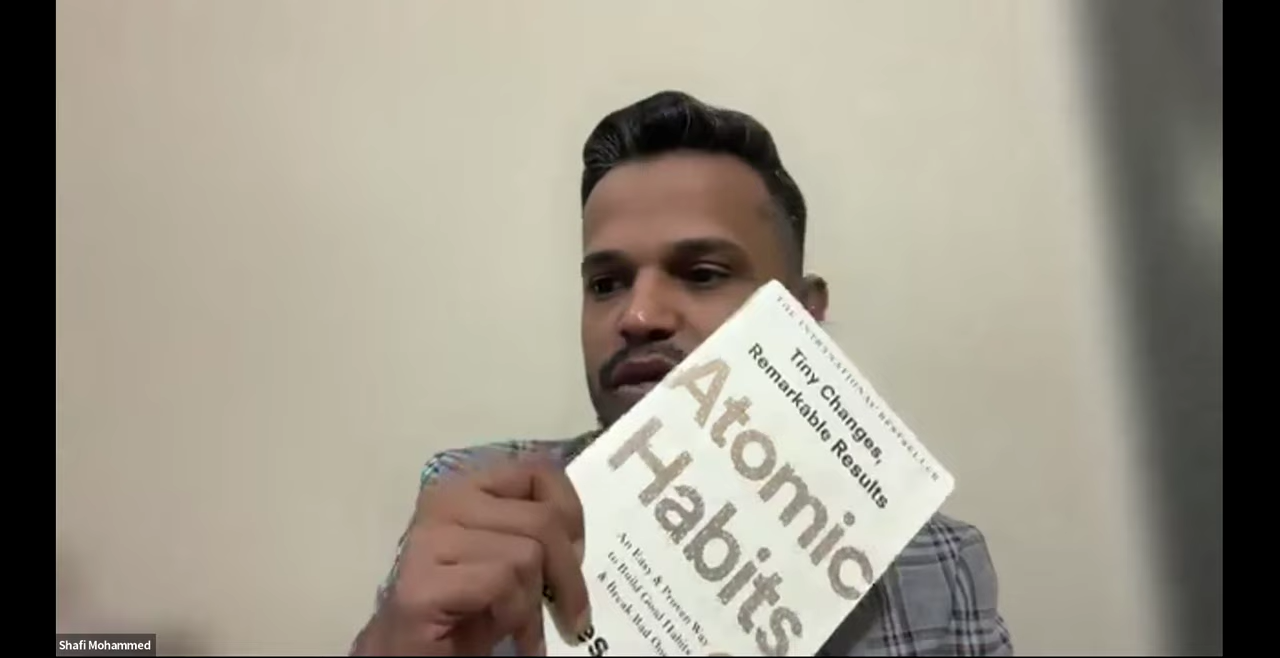 THE INTERNATIONAL BESTSELLER
Tiny Changes,
Remarkable Results
Atomic
Habits
An Easy & Proven Way
to Build Good Habits
& Break Bad
es
Shafi Mohammed